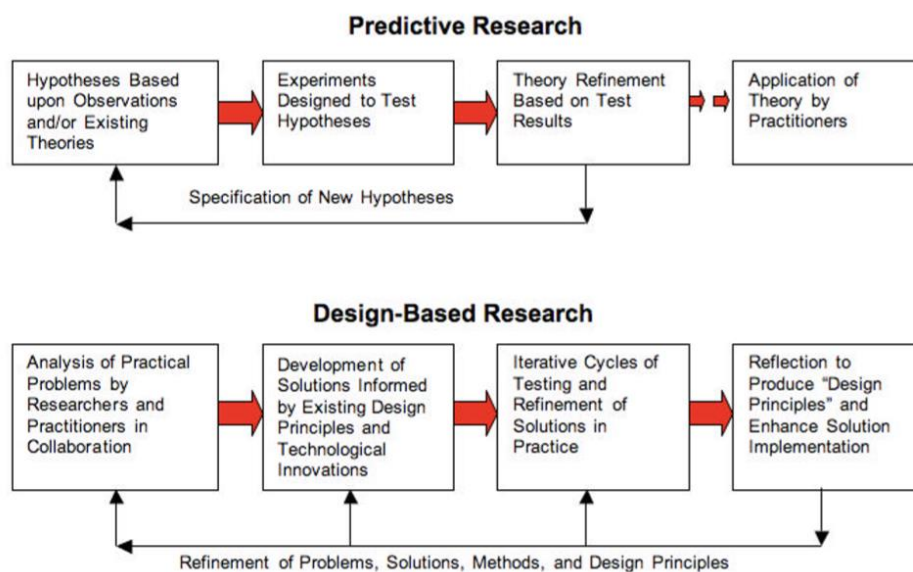 Predictive Research
Hypotheses Based
upon Observations
and/or Existing
Theories
Experiments
Designed to Test
Hypotheses
Theory Refinement
Based on Test
Results
Application of
Theory by
Practitioners
Specification of New Hypotheses
Design-Based Research
Analysis of Practical
Problems by
Researchers and
Practitioners in
Collaboration
Development of
Solutions Informed
by Existing Design
Principles and
Technological
Innovations
Iterative Cycles of
Testing and
Refinement of
Solutions in
Practice
Reflection to
Produce “Design
Principles” and
Enhance Solution
Implementation
Refinement of Problems, Solutions, Methods, and Design Principles